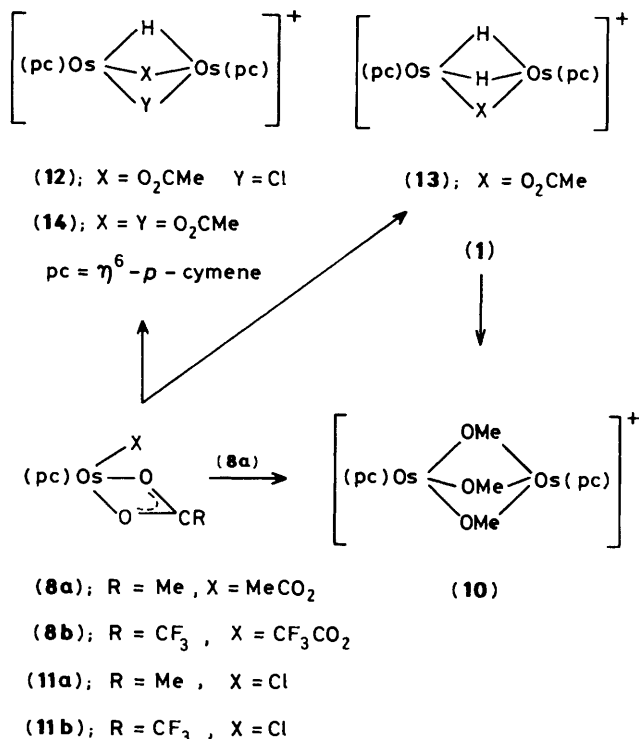 [ (pc)Os H X Y Os(pc) ]+
[ (pc)Os H H X Os(pc) ]+
(12); X = O2CMe Y = Cl
(13); X = O2CMe
(14); X = Y = O2CMe
(1)
pc = η6-p-cymene
(pc)Os X O O CR
(8a)
[ (pc)Os OMe OMe OMe Os(pc) ]+
(8a); R = Me, X = MeCO2
(10)
(8b); R = CF3, X = CF3CO2
(11a); R = Me, X = Cl
(11b); R = CF3, X = Cl